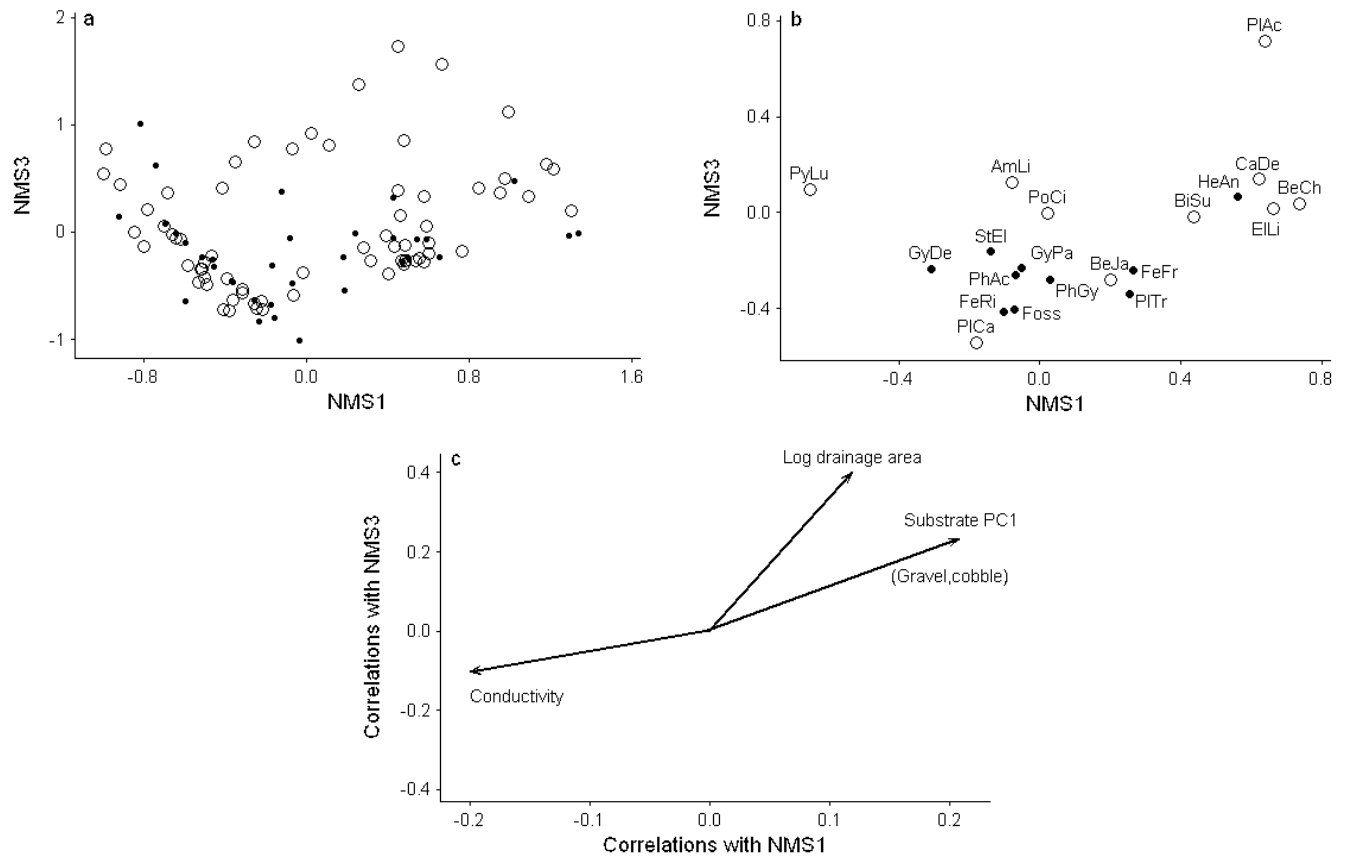 a
2
1
0
-1
NMS3
-0.8
0.0
0.8
1.6
NMS1
b
0.8
0.4
0.0
-0.4
NMS3
PlAc
PyLu
AmLi
PoCi
CaDe
HeAn
BeCh
BiSu
ElLi
StEl
GyDe
GyPa
PhAc
PhGy
BeJa
FeFr
PlTr
FeRi
Foss
PlCa
-0.4
0.0
0.4
0.8
NMS1
c
0.4
0.2
0.0
-0.2
-0.4
Correlations with NMS3
Log drainage area
Substrate PC1
(Gravel,cobble)
Conductivity
-0.2
-0.1
0.0
0.1
0.2
Correlations with NMS1